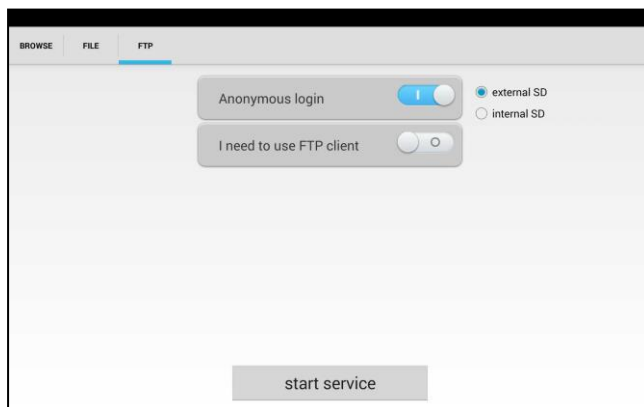 BROWSE FILE FTP
Anonymous login
external SD
internal SD
I need to use FTP client
start service